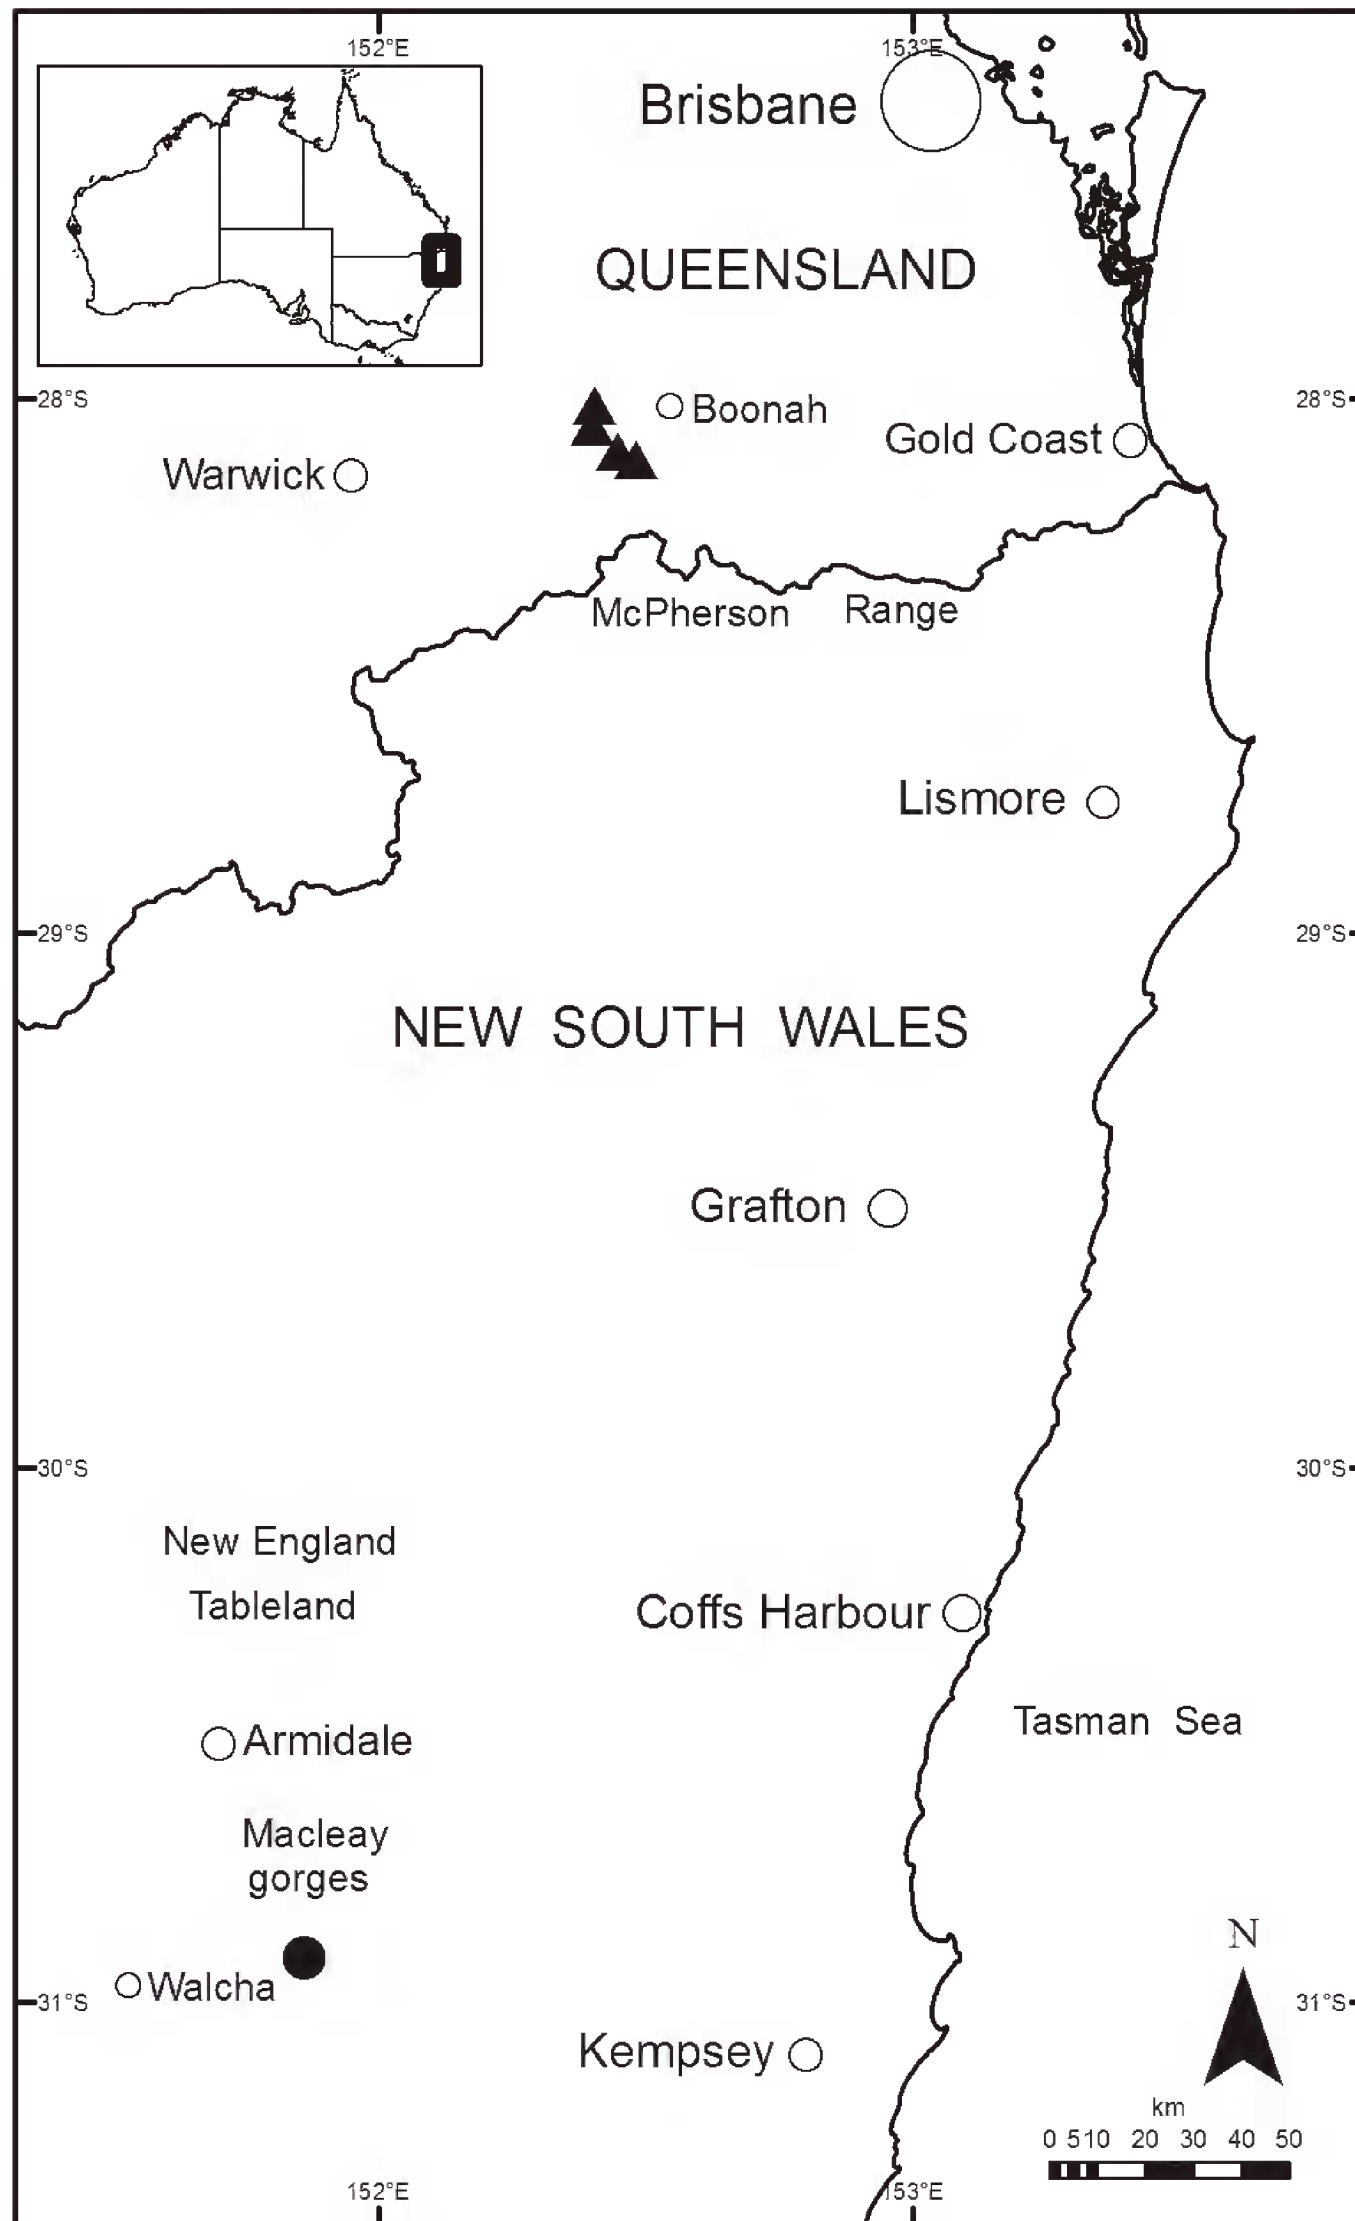 152°E
153°E
Brisbane
QUEENSLAND
28°S
28°S
Boonah
Gold Coast
Warwick
McPherson Range
Lismore
29°S
29°S
NEW SOUTH WALES
Grafton
30°S
30°S
New England
Tableland
Coffs Harbour
Tasman Sea
Armidale
Macleay
gorges
N
Walcha
31°S
31°S
Kempsey
km
0 5 10 20 30 40 50
152°E
153°E